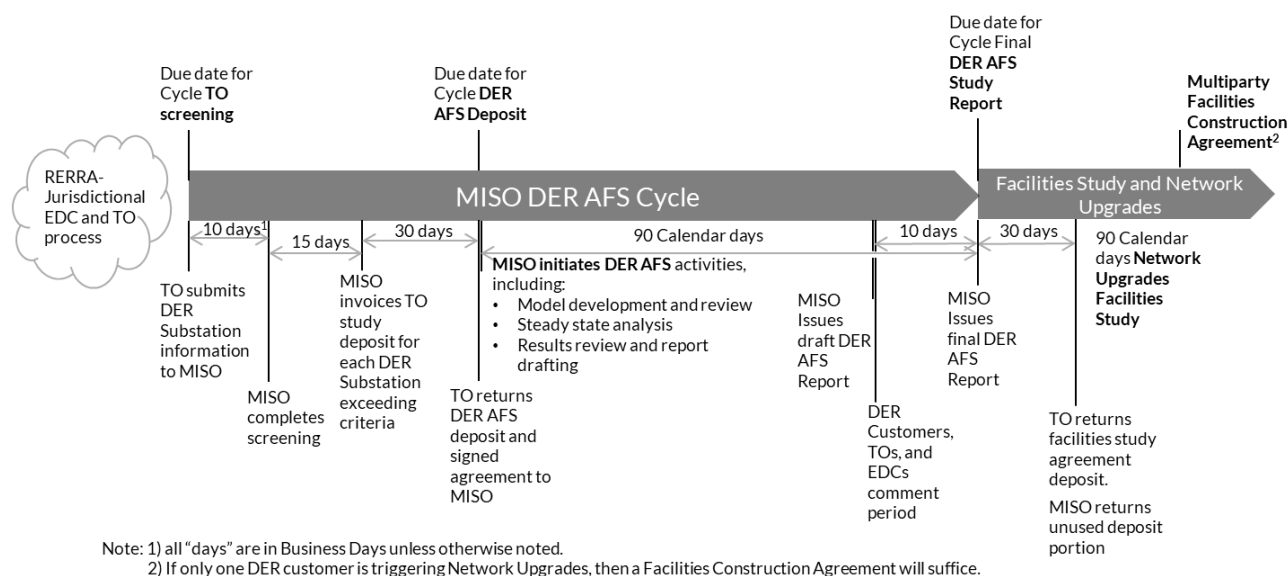 Due date for
Cycle TO
screening
Due date for
Cycle DER
AFS Deposit
Due date for
Cycle Final
DER AFS
Study
Report
Multiparty
Facilities
Construction
Agreement²
RERRA-
Jurisdictional
EDC and TO
process
MISO DER AFS Cycle
Facilities Study and Network
Upgrades
10 days¹
15 days
30 days
90 Calendar days
10 days
30 days
TO submits
DER
Substation
information
to MISO
MISO
completes
screening
MISO
invoices TO
study
deposit for
each DER
Substation
exceeding
criteria
TO returns
DER AFS
deposit and
signed
agreement to
MISO
MISO initiates DER AFS activities,
including:
• Model development and review
• Steady state analysis
• Results review and report
drafting
MISO
Issues
draft DER
AFS
Report
DER
Customers,
TOs, and
EDCs
comment
period
MISO
Issues
final DER
AFS
Report
TO returns
facilities study
agreement
deposit.
MISO returns
unused deposit
portion
90 Calendar
days Network
Upgrades
Facilities
Study
Note: 1) all “days” are in Business Days unless otherwise noted.
2) If only one DER customer is triggering Network Upgrades, then a Facilities Construction Agreement will suffice.